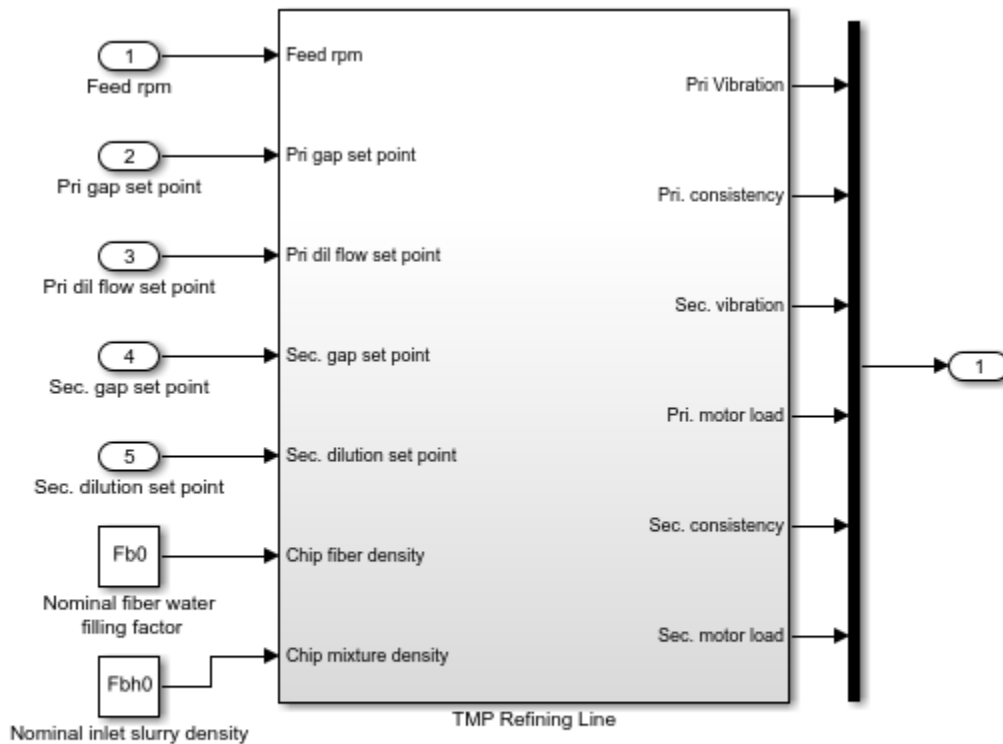 1
Feed rpm
2
Pri gap set point
3
Pri dil flow set point
4
Sec. gap set point
5
Sec. dilution set point
Fb0
Nominal fiber water
filling factor
Fbh0
Nominal inlet slurry density
Feed rpm
Pri gap set point
Pri dil flow set point
Sec. gap set point
Sec. dilution set point
Chip fiber density
Chip mixture density
Pri Vibration
Pri. consistency
Sec. vibration
Pri. motor load
Sec. consistency
Sec. motor load
TMP Refining Line
1